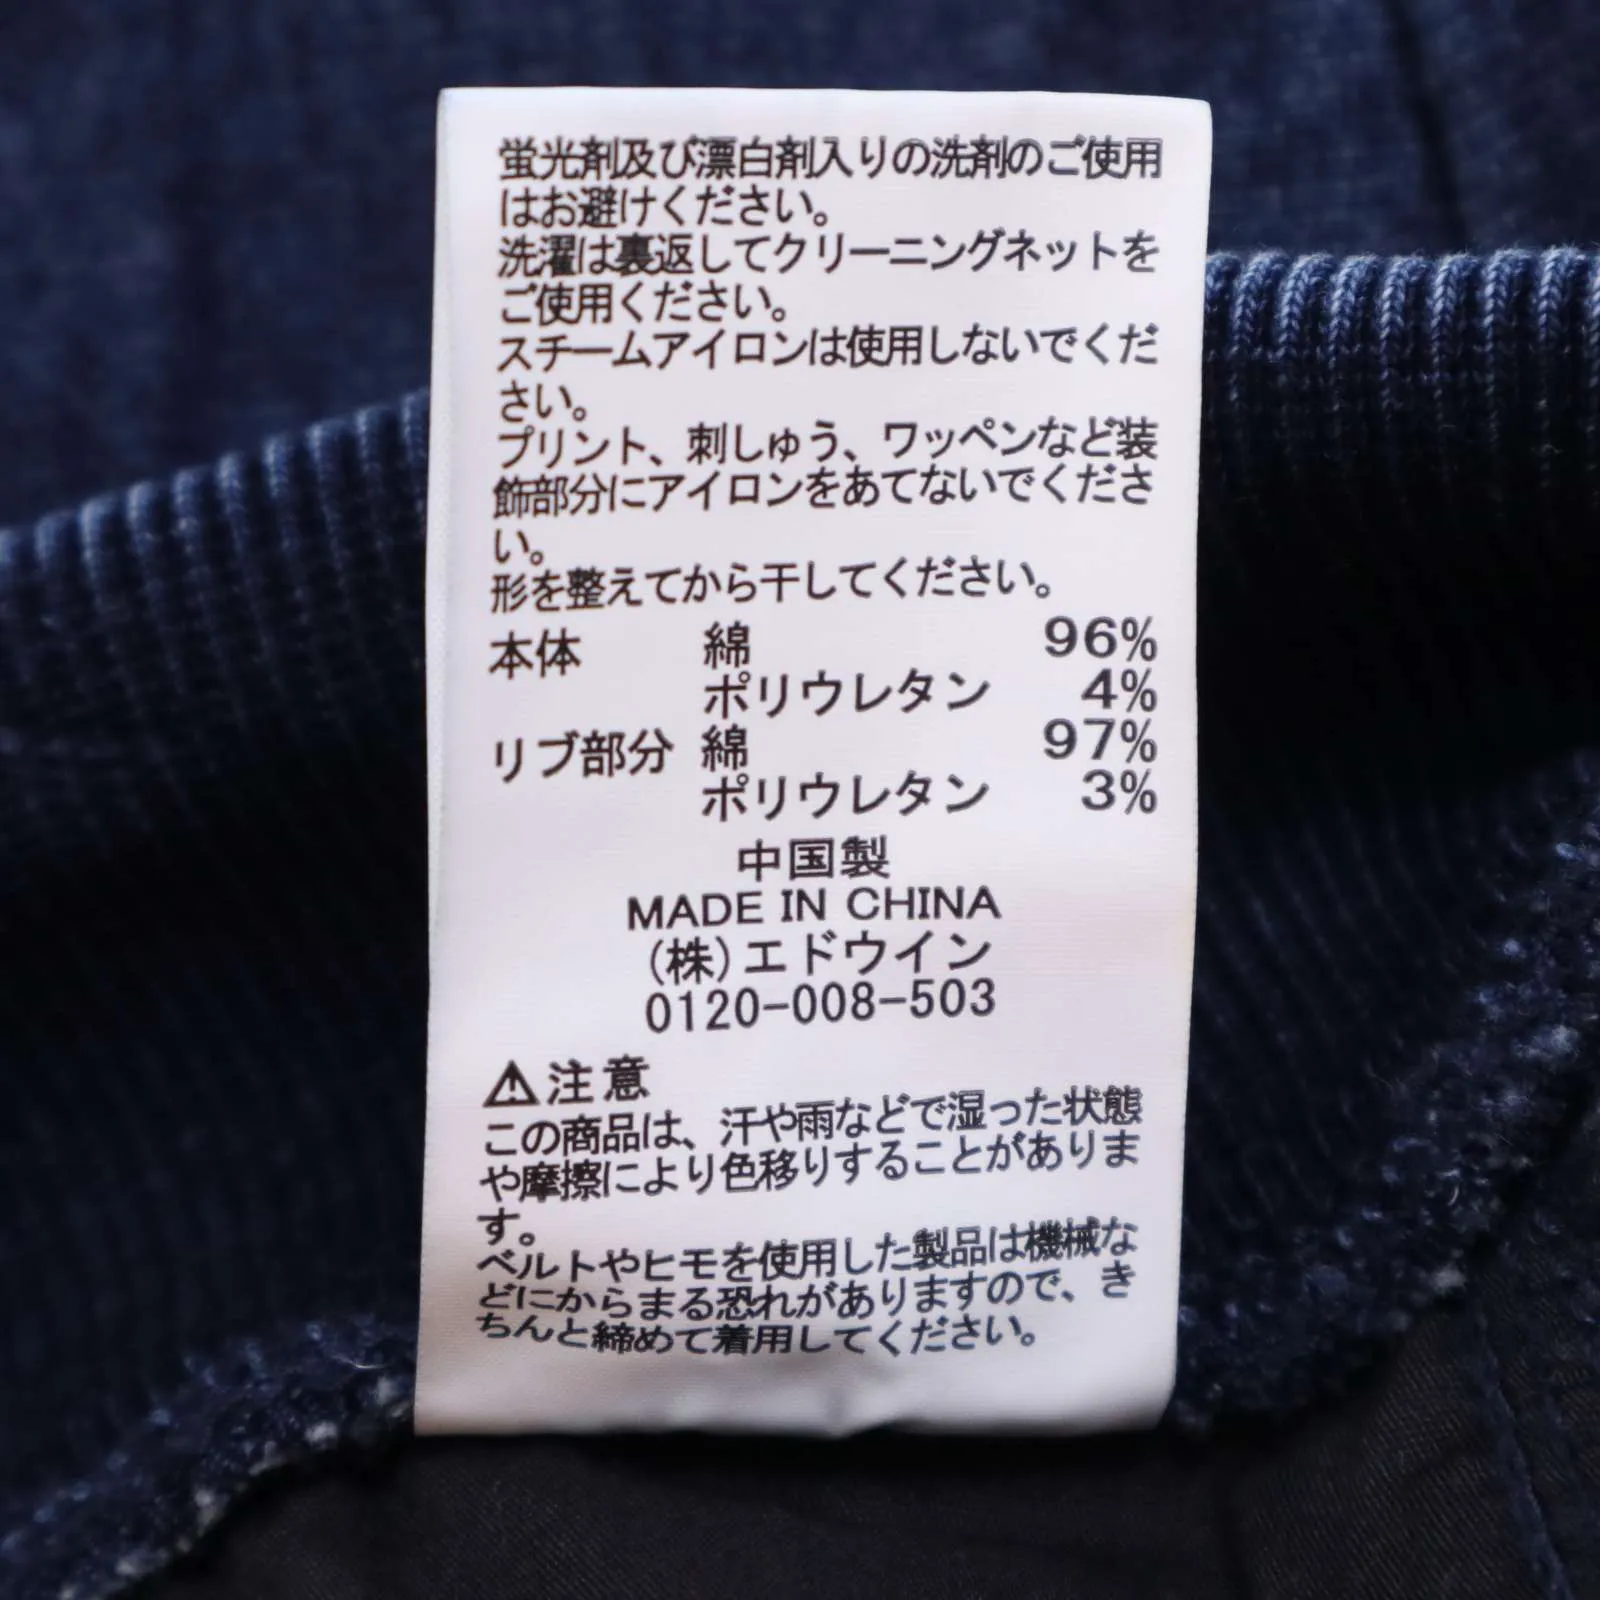 蛍光剤及び漂白剤入りの洗剤のご使用
はお避けください。
洗濯は裏返してクリーニングネットを
ご使用ください。
スチームアイロンは使用しないでくだ
さい。
プリント、刺しゅう、ワッペンなど装
飾部分にアイロンをあてないでくださ
い。
形を整えてから干してください。
本体 綿 96%
ポリウレタン 4%
リブ部分 綿 97%
ポリウレタン 3%
中国製
MADE IN CHINA
(株)エドウイン
0120-008-503
⚠注意
この商品は、汗や雨などで湿った状態
や摩擦により色移りすることがありま
す。
ベルトやヒモを使用した製品は機械な
どにからまる恐れがありますので、き
ちんと締めて着用してください。